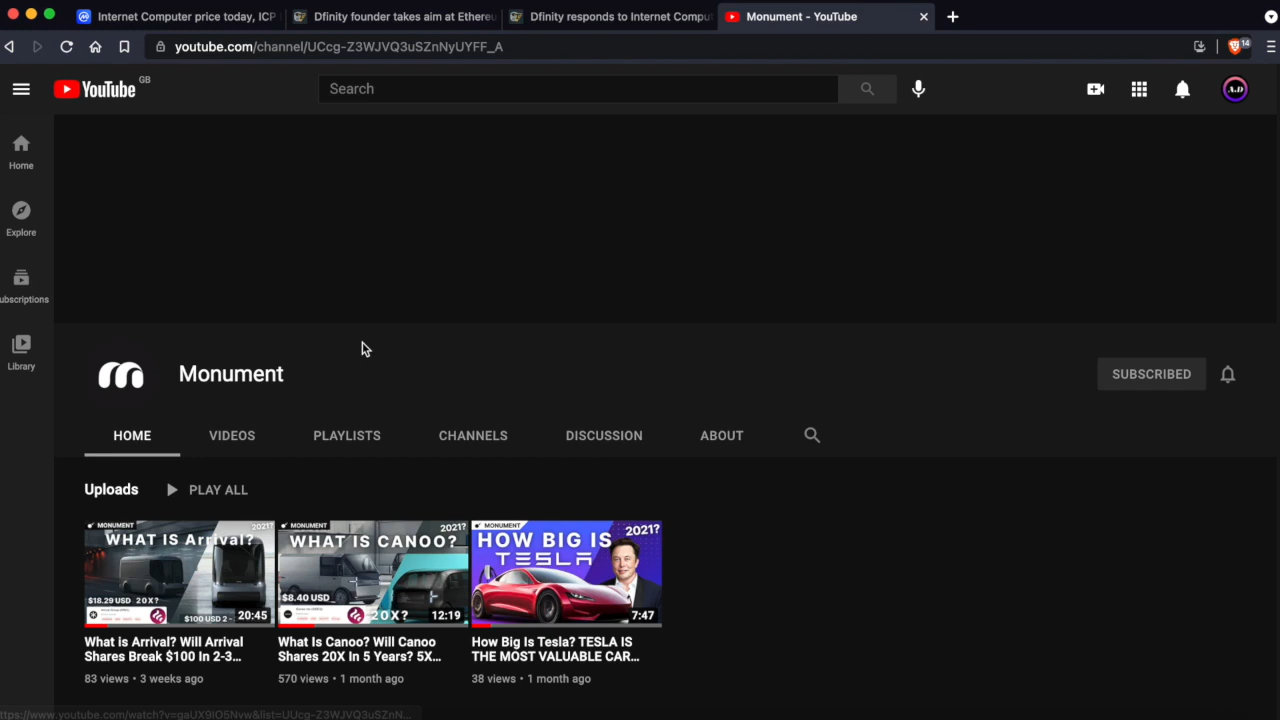 Internet Computer price today, ICP
Dfinity founder takes aim at Ethereu
Dfinity responds to Internet Comput
Monument - YouTube
youtube.com/channel/UCcg-Z3WJVQ3uSZnNyUYFF_A
14
YouTube GB
Search
A.D
Home
Explore
ubscriptions
Library
Monument
SUBSCRIBED
HOME
VIDEOS
PLAYLISTS
CHANNELS
DISCUSSION
ABOUT
Uploads
PLAY ALL
MONUMENT
2021?
WHAT IS Arrival?
$18.29 USD 20X?
$100 USD 2 -
20:45
MONUMENT
2021?
WHAT IS CANOO?
$8.40 USD
20X?
12:19
MONUMENT
2021?
HOW BIG IS
TESLA
7:47
What is Arrival? Will Arrival
Shares Break $100 In 2-3...
83 views • 3 weeks ago
What Is Canoo? Will Canoo
Shares 20X In 5 Years? 5X...
570 views • 1 month ago
How Big Is Tesla? TESLA IS
THE MOST VALUABLE CAR...
38 views • 1 month ago